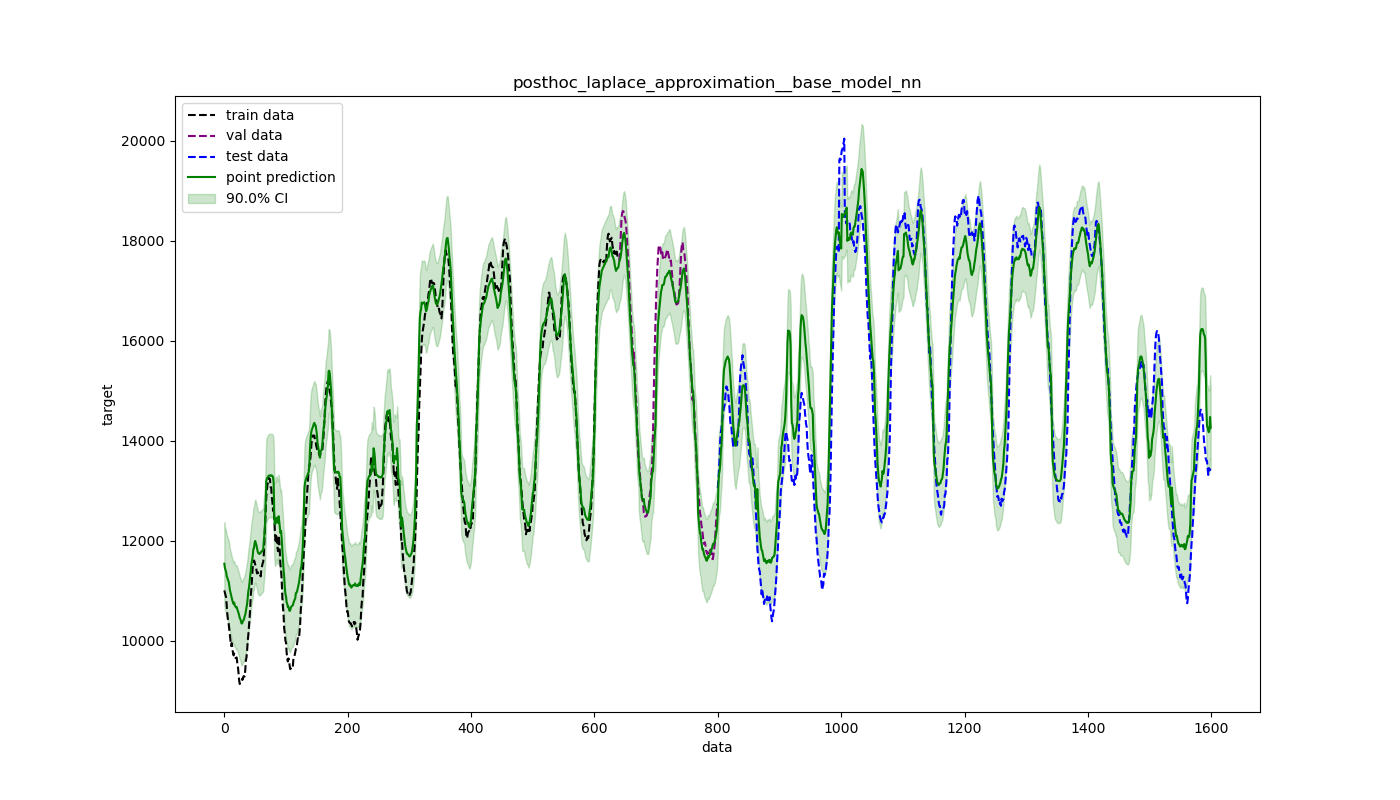 posthoc_laplace_approximation__base_model_nn
train data
val data
test data
point prediction
90.0% CI
20000
18000
16000
14000
12000
10000
target
0 200 400 600 800 1000 1200 1400 1600
data